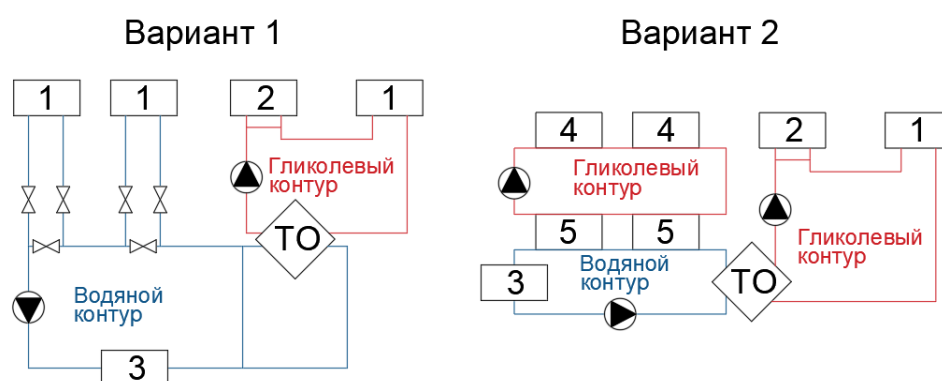 Вариант 1
Вариант 2
1
1
2
1
Гликолевый
контур
ТО
Водяной
контур
3
4
4
2
1
Гликолевый
контур
5
5
Гликолевый
контур
Водяной
ТО
3